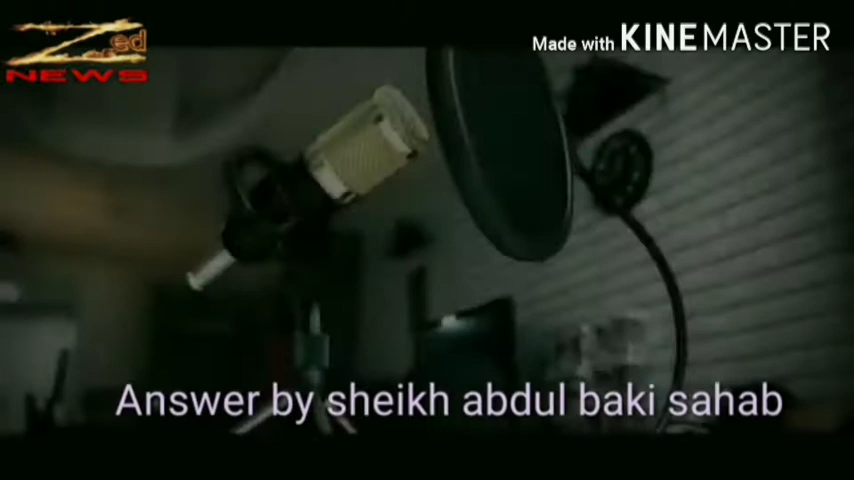 Zed
NEWS
Made with KINEMASTER
Answer by sheikh abdul baki sahab